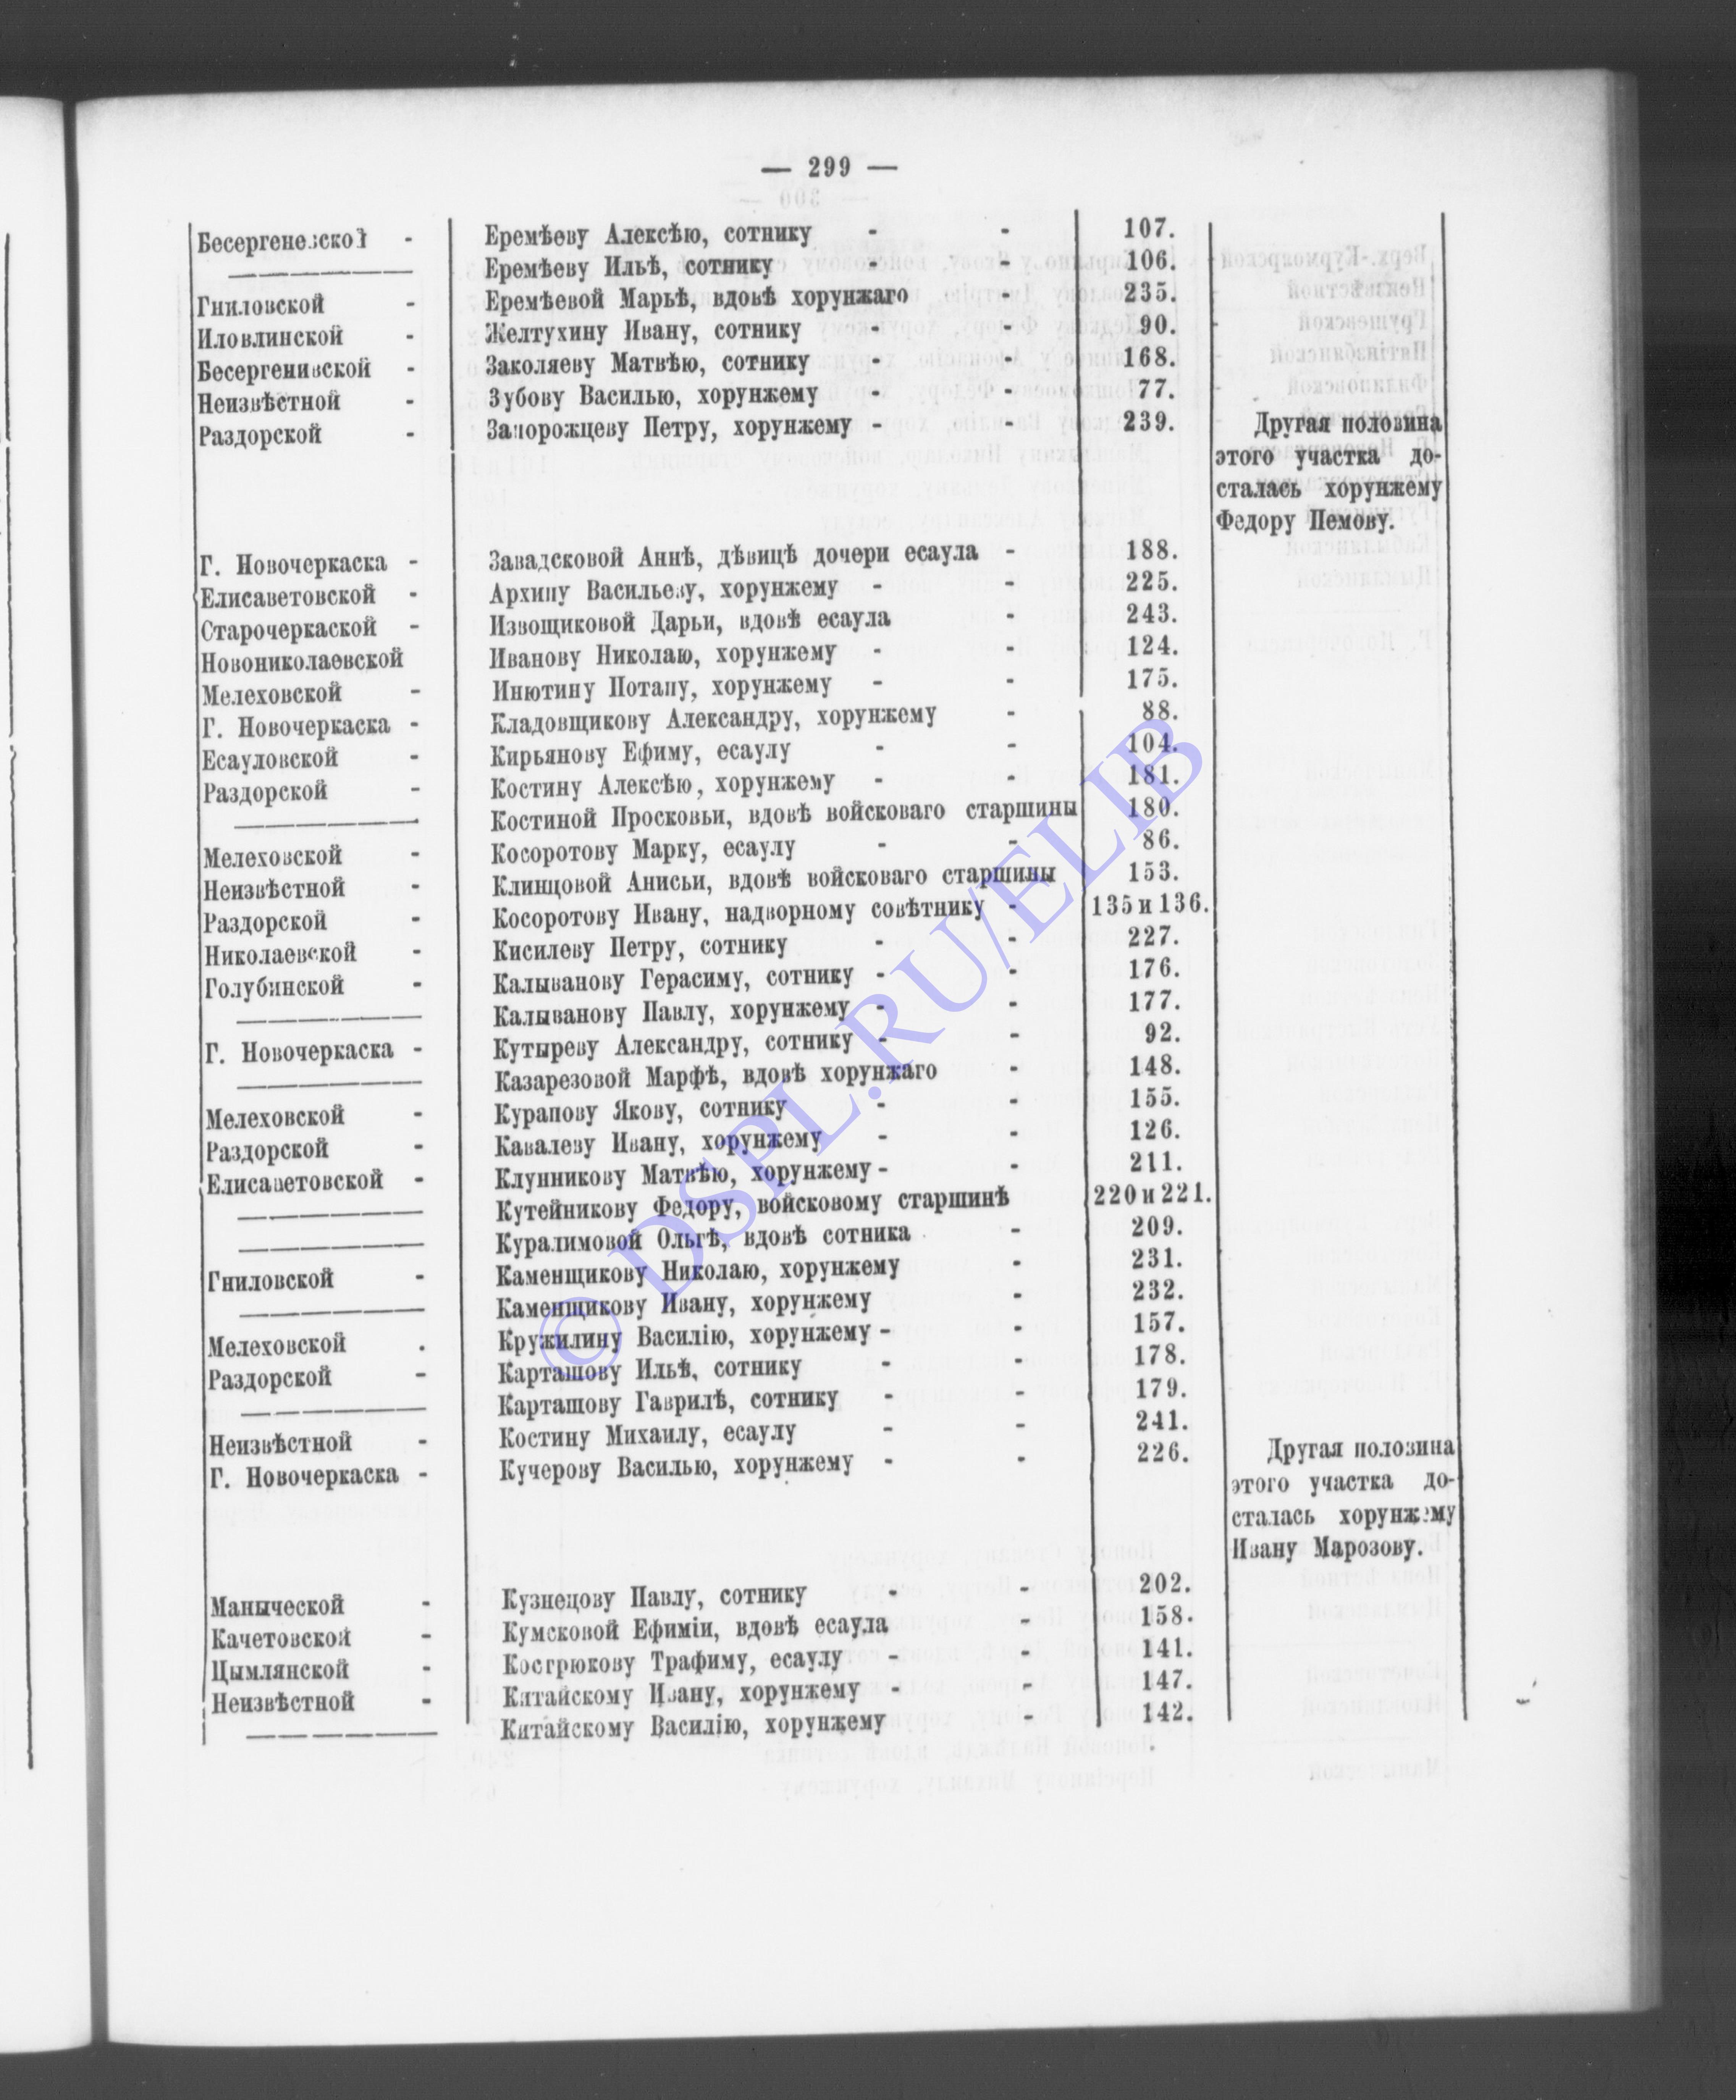 — 299 —
Бесергеневской - Еремѣеву Алексѣю, сотнику - - 107.
———————— Еремѣеву Ильѣ, сотнику - - 106.
Гниловской - Еремѣевой Марьѣ, вдовѣ хорунжаго - 235.
Иловлинской - Желтухину Ивану, сотнику - - 90.
Бесергенивской - Заколяеву Матвѣю, сотнику - - 168.
Неизвѣстной - Зубову Василью, хорунжему - - 77.
Раздорской - Запорожцеву Петру, хорунжему - - 239. Другая половина
этого участка до-
сталась хорунжему
Федору Пемову.
Г. Новочеркаска - Завадсковой Аннѣ, дѣвицѣ дочери есаула - 188.
Елисаветовской - Архипу Васильеву, хорунжему - - 225.
Старочеркаской - Извощиковой Дарьи, вдовѣ есаула - 243.
Новониколаевской Иванову Николаю, хорунжему - - 124.
Мелеховской - Инютину Потапу, хорунжему - - 175.
Г. Новочеркаска - Кладовщикову Александру, хорунжему - 88.
Есауловской - Кирьянову Ефиму, есаулу - - 104.
Раздорской - Костину Алексѣю, хорунжему - - 181.
———————— Костиной Просковьи, вдовѣ войсковаго старшины 180.
Мелеховской - Косоротову Марку, есаулу - - 86.
Неизвѣстной - Клинцовой Анисьи, вдовѣ войсковаго старшины 153.
Раздорской - Косоротову Ивану, надворному совѣтнику - 135 и 136.
Николаевской - Кисилеву Петру, сотнику - - 227.
Голубинской - Калыванову Герасиму, сотнику - - 176.
———————— Калыванову Павлу, хорунжему - - 177.
Г. Новочеркаска - Кутыреву Александру, сотнику - - 92.
———————— Казарезовой Марфѣ, вдовѣ хорунжаго - 148.
Мелеховской - Курапову Якову, сотнику - - 155.
Раздорской - Кавалеву Ивану, хорунжему - - 126.
Елисаветовской - Клунникову Матвѣю, хорунжему - - 211.
———————— Кутейникову Федору, войсковому старшинѣ 220 и 221.
———————— Куралимовой Ольгѣ, вдовѣ сотника - 209.
Гниловской - Каменщикову Николаю, хорунжему - 231.
———————— Каменщикову Ивану, хорунжему - 232.
Мелеховской - Кружилину Василію, хорунжему - - 157.
Раздорской - Карташову Ильѣ, сотнику - - 178.
———————— Карташову Гаврилѣ, сотнику - - 179.
Неизвѣстной - Костину Михаилу, есаулу - - 241.
Г. Новочеркаска - Кучерову Василью, хорунжему - - 226. Другая половина
этого участка до-
сталась хорунжему
Ивану Марозову.
Маныческой - Кузнецову Павлу, сотнику - - 202.
Качетовской - Кумсковой Ефиміи, вдовѣ есаула - 158.
Цымлянской - Кострюкову Трафиму, есаулу - - 141.
Неизвѣстной - Китайскому Ивану, хорунжему - - 147.
———————— Китайскому Василію, хорунжему - 142.
© DSPL.RU/ELIB